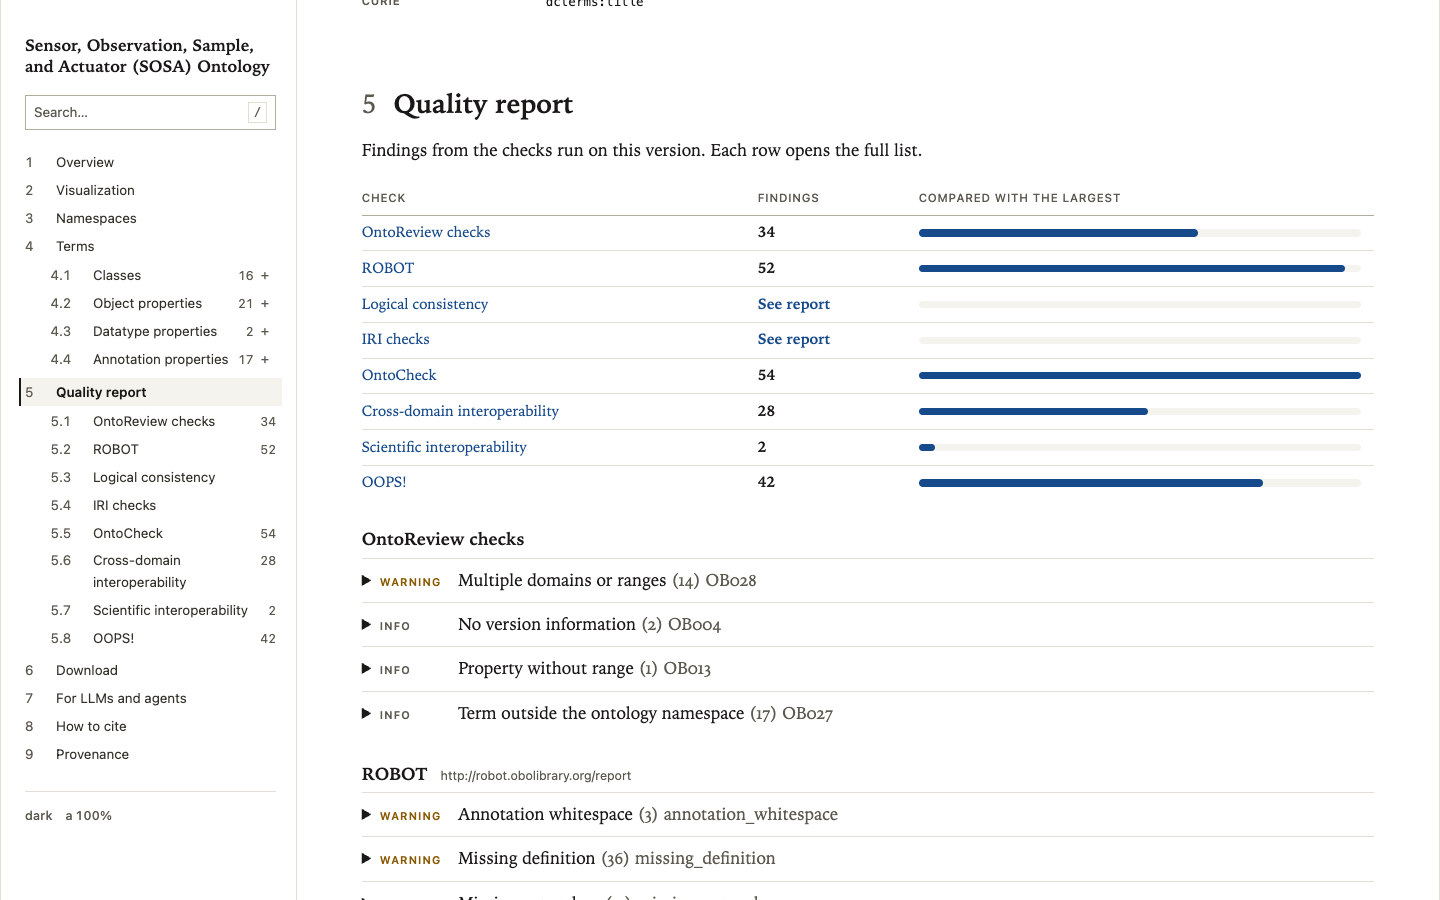 CURIE dcterms:title
Sensor, Observation, Sample,
and Actuator (SOSA) Ontology
Search... /
1 Overview
2 Visualization
3 Namespaces
4 Terms
4.1 Classes 16 +
4.2 Object properties 21 +
4.3 Datatype properties 2 +
4.4 Annotation properties 17 +
5 Quality report
5.1 OntoReview checks 34
5.2 ROBOT 52
5.3 Logical consistency
5.4 IRI checks
5.5 OntoCheck 54
5.6 Cross-domain 28
interoperability
5.7 Scientific interoperability 2
5.8 OOPS! 42
6 Download
7 For LLMs and agents
8 How to cite
9 Provenance
dark a 100%
5 Quality report
Findings from the checks run on this version. Each row opens the full list.
CHECK FINDINGS COMPARED WITH THE LARGEST
OntoReview checks 34
ROBOT 52
Logical consistency See report
IRI checks See report
OntoCheck 54
Cross-domain interoperability 28
Scientific interoperability 2
OOPS! 42
OntoReview checks
WARNING Multiple domains or ranges (14) OB028
INFO No version information (2) OB004
INFO Property without range (1) OB013
INFO Term outside the ontology namespace (17) OB027
ROBOT http://robot.obolibrary.org/report
WARNING Annotation whitespace (3) annotation_whitespace
WARNING Missing definition (36) missing_definition